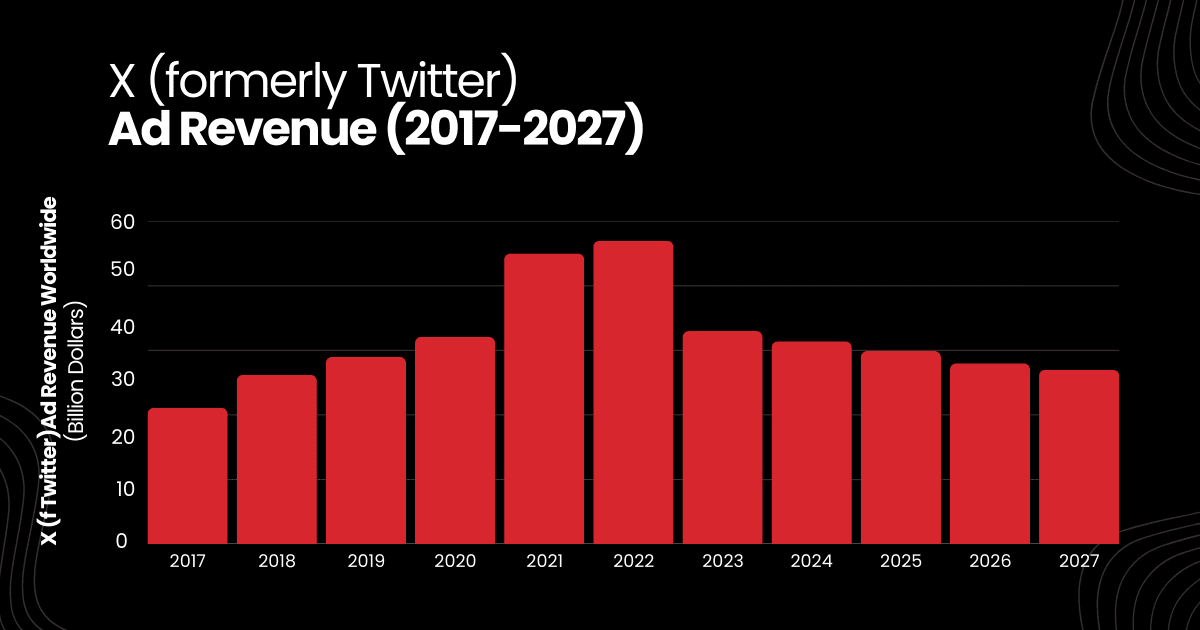 X (formerly Twitter)
Ad Revenue (2017-2027)
X (f Twitter)Ad Revenue Worldwide
(Billion Dollars)
60
50
40
30
20
10
0
2017 2018 2019 2020 2021 2022 2023 2024 2025 2026 2027